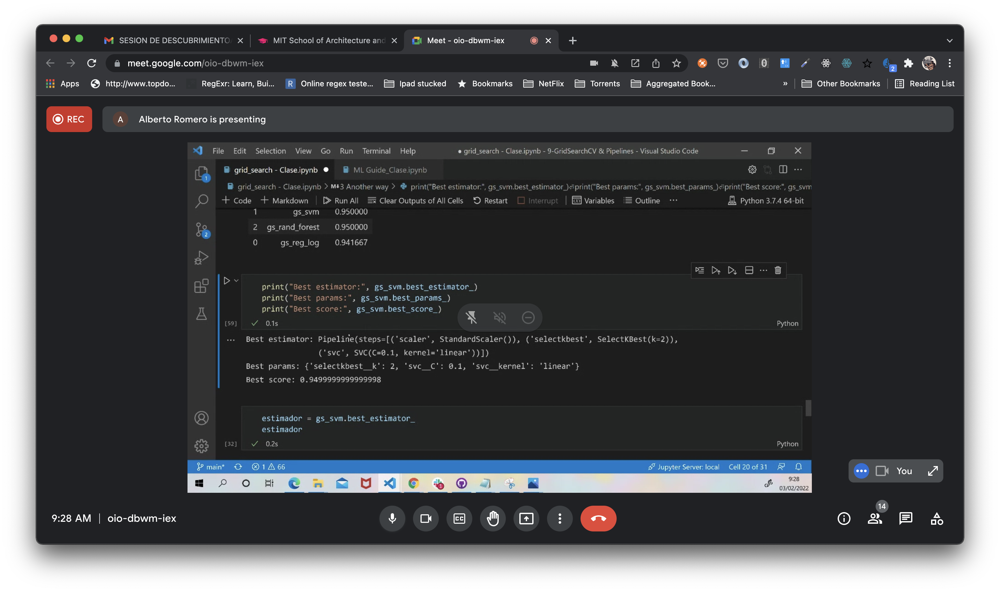 SESION DE DESCUBRIMIENTO
MIT School of Architecture and
Meet - oio-dbwm-iex
meet.google.com/oio-dbwm-iex
2
Apps
http://www.topdo...
RegExr: Learn, Bui...
R
Online regex teste...
Ipad stucked
Bookmarks
NetFlix
Torrents
Aggregated Book...
»
Other Bookmarks
Reading List
REC
A
Alberto Romero is presenting
File Edit Selection View Go Run Terminal Help
● grid_search - Clase.ipynb - 9-GridSearchCV & Pipelines - Visual Studio Code
grid_search - Clase.ipynb
ML Guide_Clase.ipynb
1
grid_search - Clase.ipynb > M↓3 Another way > print("Best estimator:", gs_svm.best_estimator_)⏎print("Best params:", gs_svm.best_params_)⏎print("Best score:", gs_svm
+ Code + Markdown Run All Clear Outputs of All Cells Restart Interrupt Variables Outline ··· Python 3.7.4 64-bit
1 gs_svm 0.950000
2 gs_rand_forest 0.950000
0 gs_reg_log 0.941667
2
print("Best estimator:", gs_svm.best_estimator_)
print("Best params:", gs_svm.best_params_)
print("Best score:", gs_svm.best_score_)
[59] ✓ 0.1s Python
Best estimator: Pipeline(steps=[('scaler', StandardScaler()), ('selectkbest', SelectKBest(k=2)),
('svc', SVC(C=0.1, kernel='linear'))])
Best params: {'selectkbest__k': 2, 'svc__C': 0.1, 'svc__kernel': 'linear'}
Best score: 0.9499999999999998
estimador = gs_svm.best_estimator_
estimador
[32] ✓ 0.2s Python
main* 1 66 Jupyter Server: local Cell 20 of 31
1
9:28
03/02/2022
You
9:28 AM | oio-dbwm-iex
CC
14